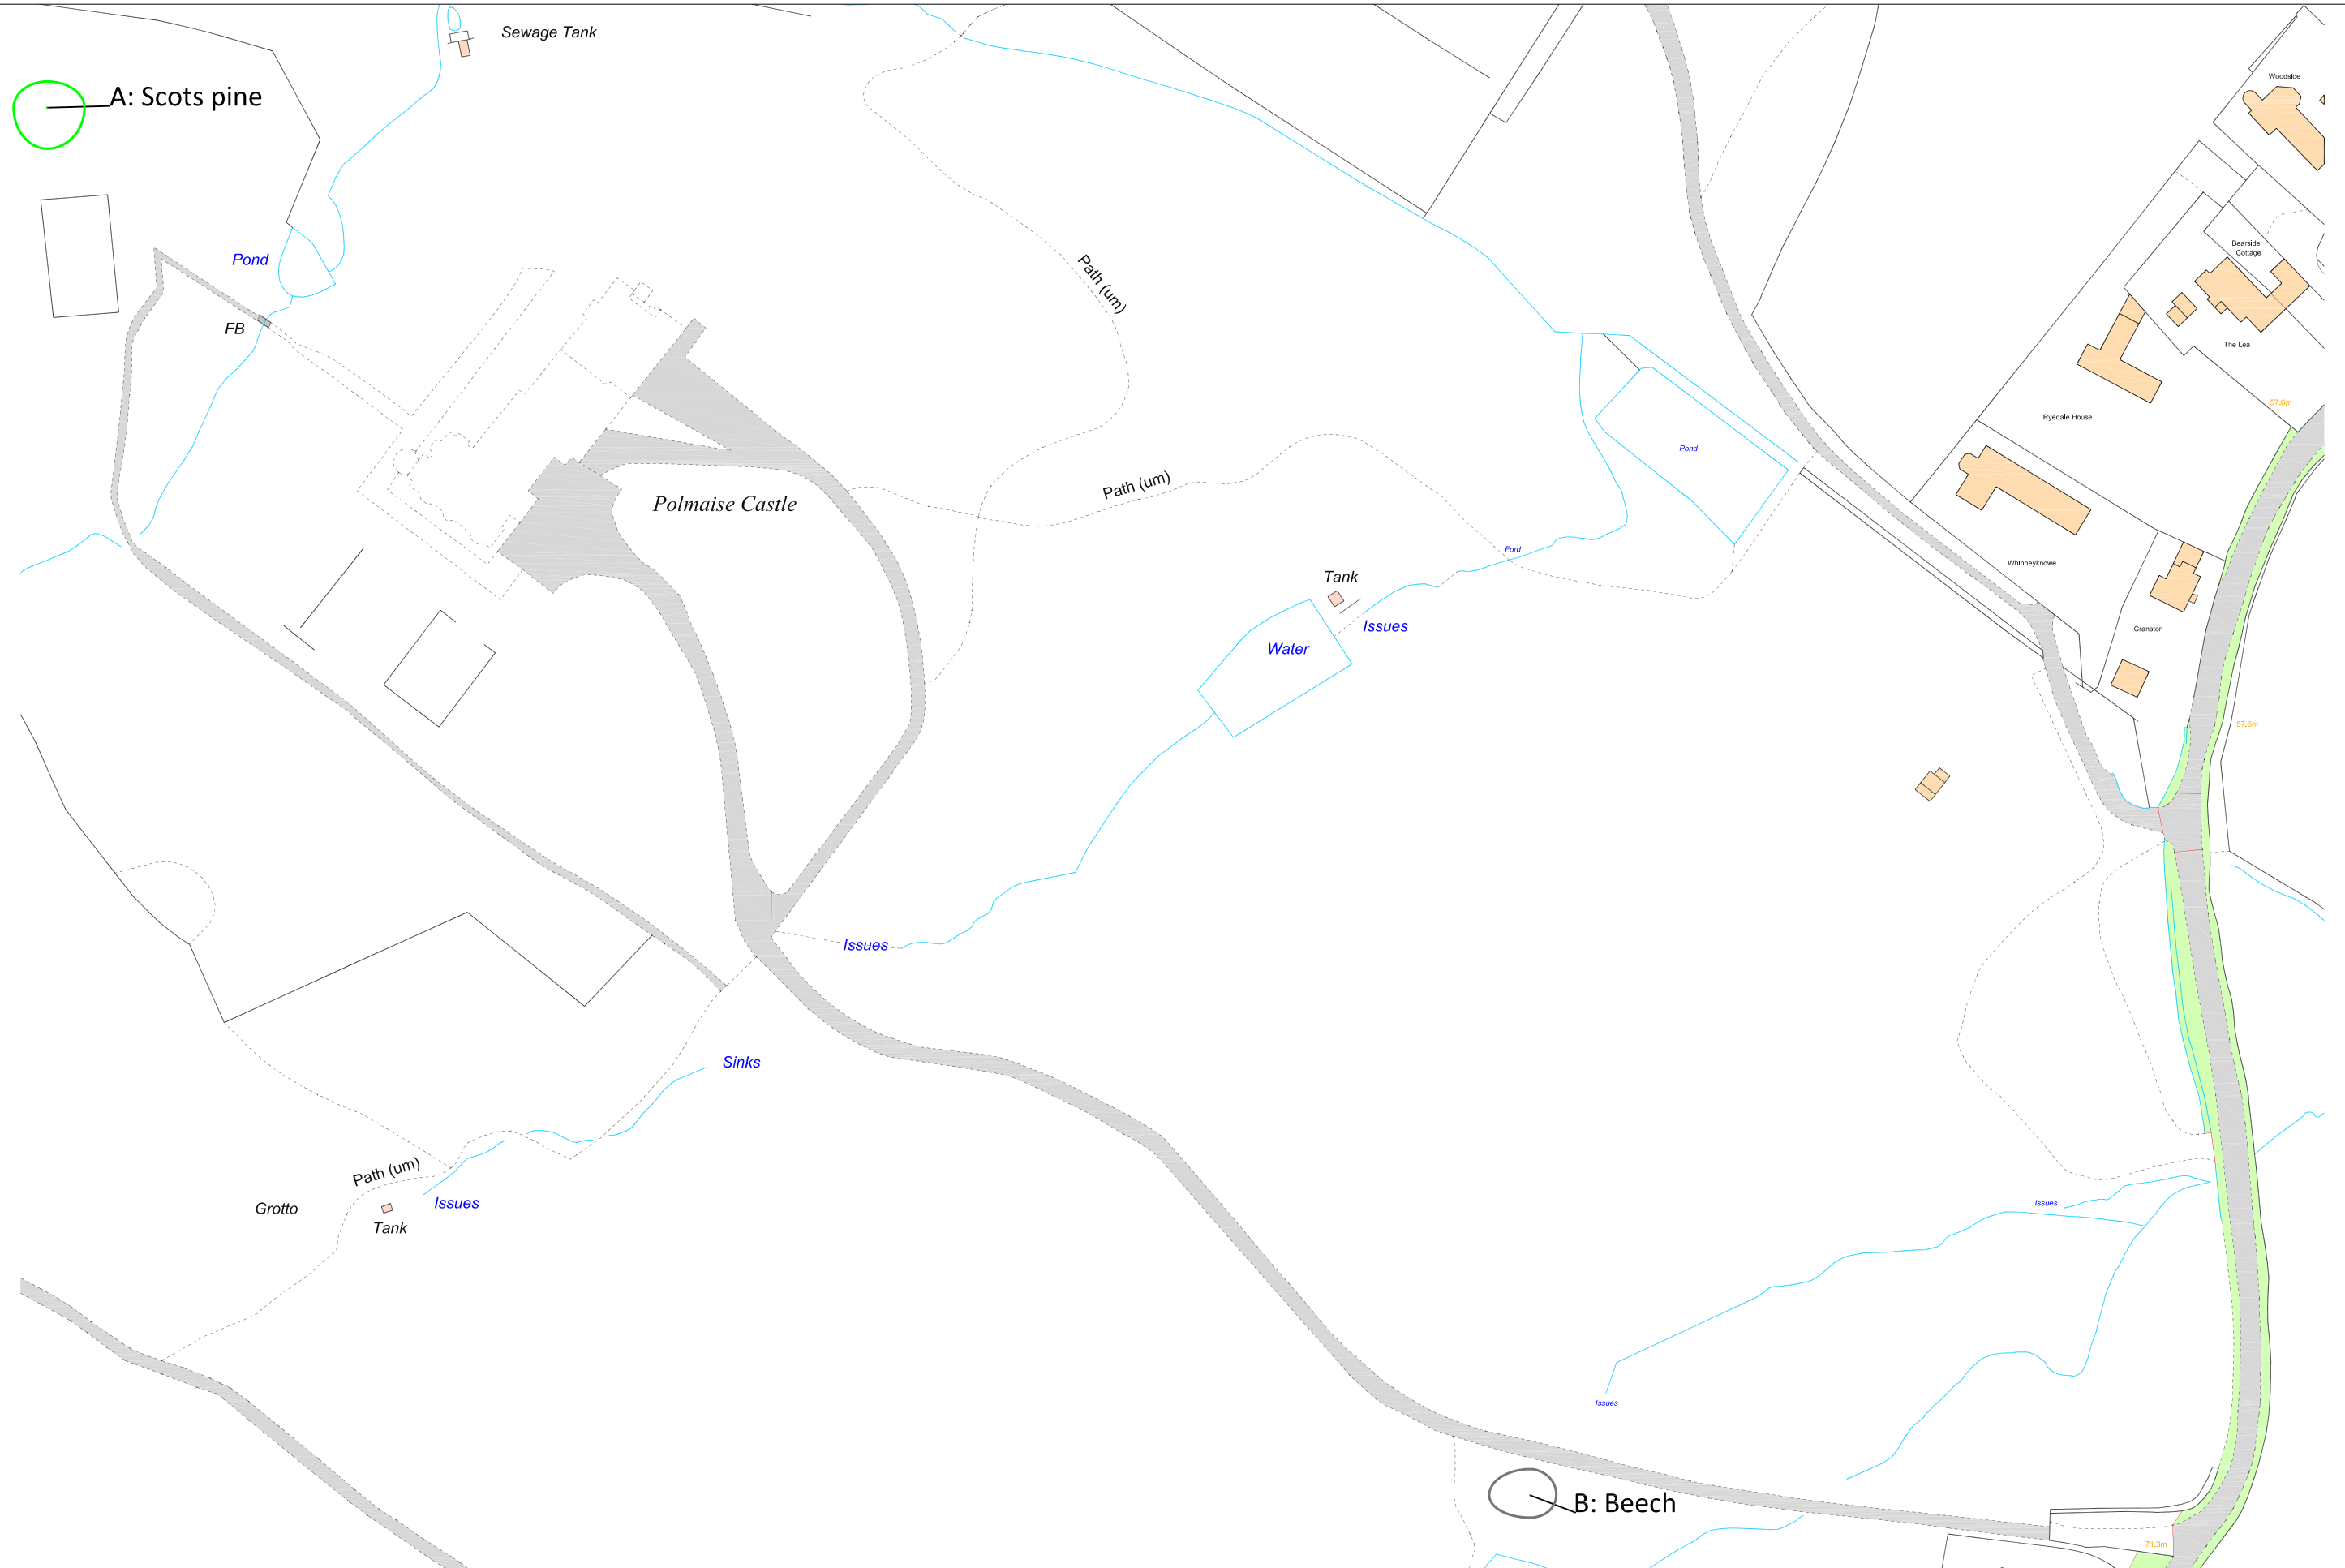 Sewage Tank
Woodside
A: Scots pine
Bearside
Cottage
Pond
Path (um)
FB
The Lea
57.6m
Ryedale House
Pond
Path (um)
Polmaise Castle
Ford
Whinneyknowe
Tank
Issues
Cranston
Water
57.6m
Issues
Sinks
Path (um)
Issues
Grotto
Issues
Tank
Issues
B: Beech
71.3m